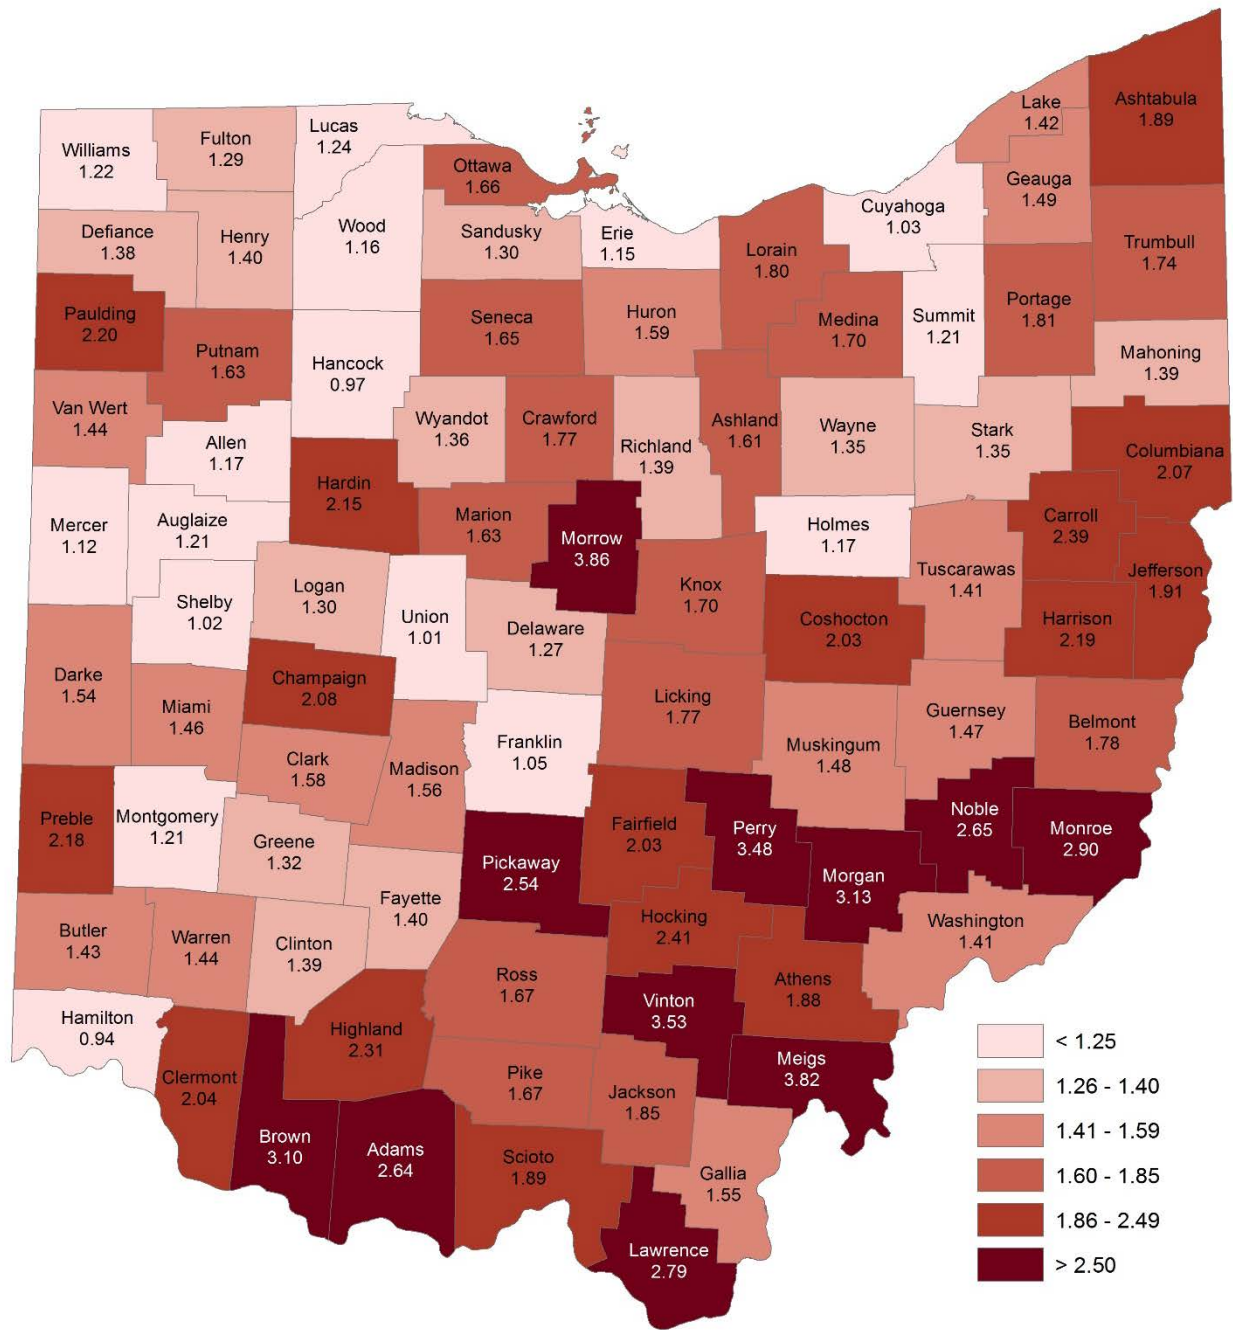 Lake
1.42
Ashtabula
1.89
Williams
1.22
Fulton
1.29
Lucas
1.24
Ottawa
1.66
Geauga
1.49
Cuyahoga
1.03
Defiance
1.38
Henry
1.40
Wood
1.16
Sandusky
1.30
Erie
1.15
Lorain
1.80
Trumbull
1.74
Paulding
2.20
Putnam
1.63
Hancock
0.97
Seneca
1.65
Huron
1.59
Medina
1.70
Summit
1.21
Portage
1.81
Mahoning
1.39
Van Wert
1.44
Allen
1.17
Wyandot
1.36
Crawford
1.77
Richland
1.39
Ashland
1.61
Wayne
1.35
Stark
1.35
Columbiana
2.07
Mercer
1.12
Auglaize
1.21
Hardin
2.15
Marion
1.63
Morrow
3.86
Holmes
1.17
Carroll
2.39
Jefferson
1.91
Shelby
1.02
Logan
1.30
Union
1.01
Delaware
1.27
Knox
1.70
Coshocton
2.03
Tuscarawas
1.41
Harrison
2.19
Darke
1.54
Miami
1.46
Champaign
2.08
Licking
1.77
Muskingum
1.48
Guernsey
1.47
Belmont
1.78
Clark
1.58
Madison
1.56
Franklin
1.05
Preble
2.18
Montgomery
1.21
Greene
1.32
Fairfield
2.03
Perry
3.48
Noble
2.65
Monroe
2.90
Pickaway
2.54
Morgan
3.13
Fayette
1.40
Hocking
2.41
Washington
1.41
Butler
1.43
Warren
1.44
Clinton
1.39
Ross
1.67
Athens
1.88
Hamilton
0.94
Highland
2.31
Vinton
3.53
Clermont
2.04
Pike
1.67
Jackson
1.85
Meigs
3.82
Brown
3.10
Adams
2.64
Scioto
1.89
Gallia
1.55
Lawrence
2.79
< 1.25
1.26 - 1.40
1.41 - 1.59
1.60 - 1.85
1.86 - 2.49
> 2.50